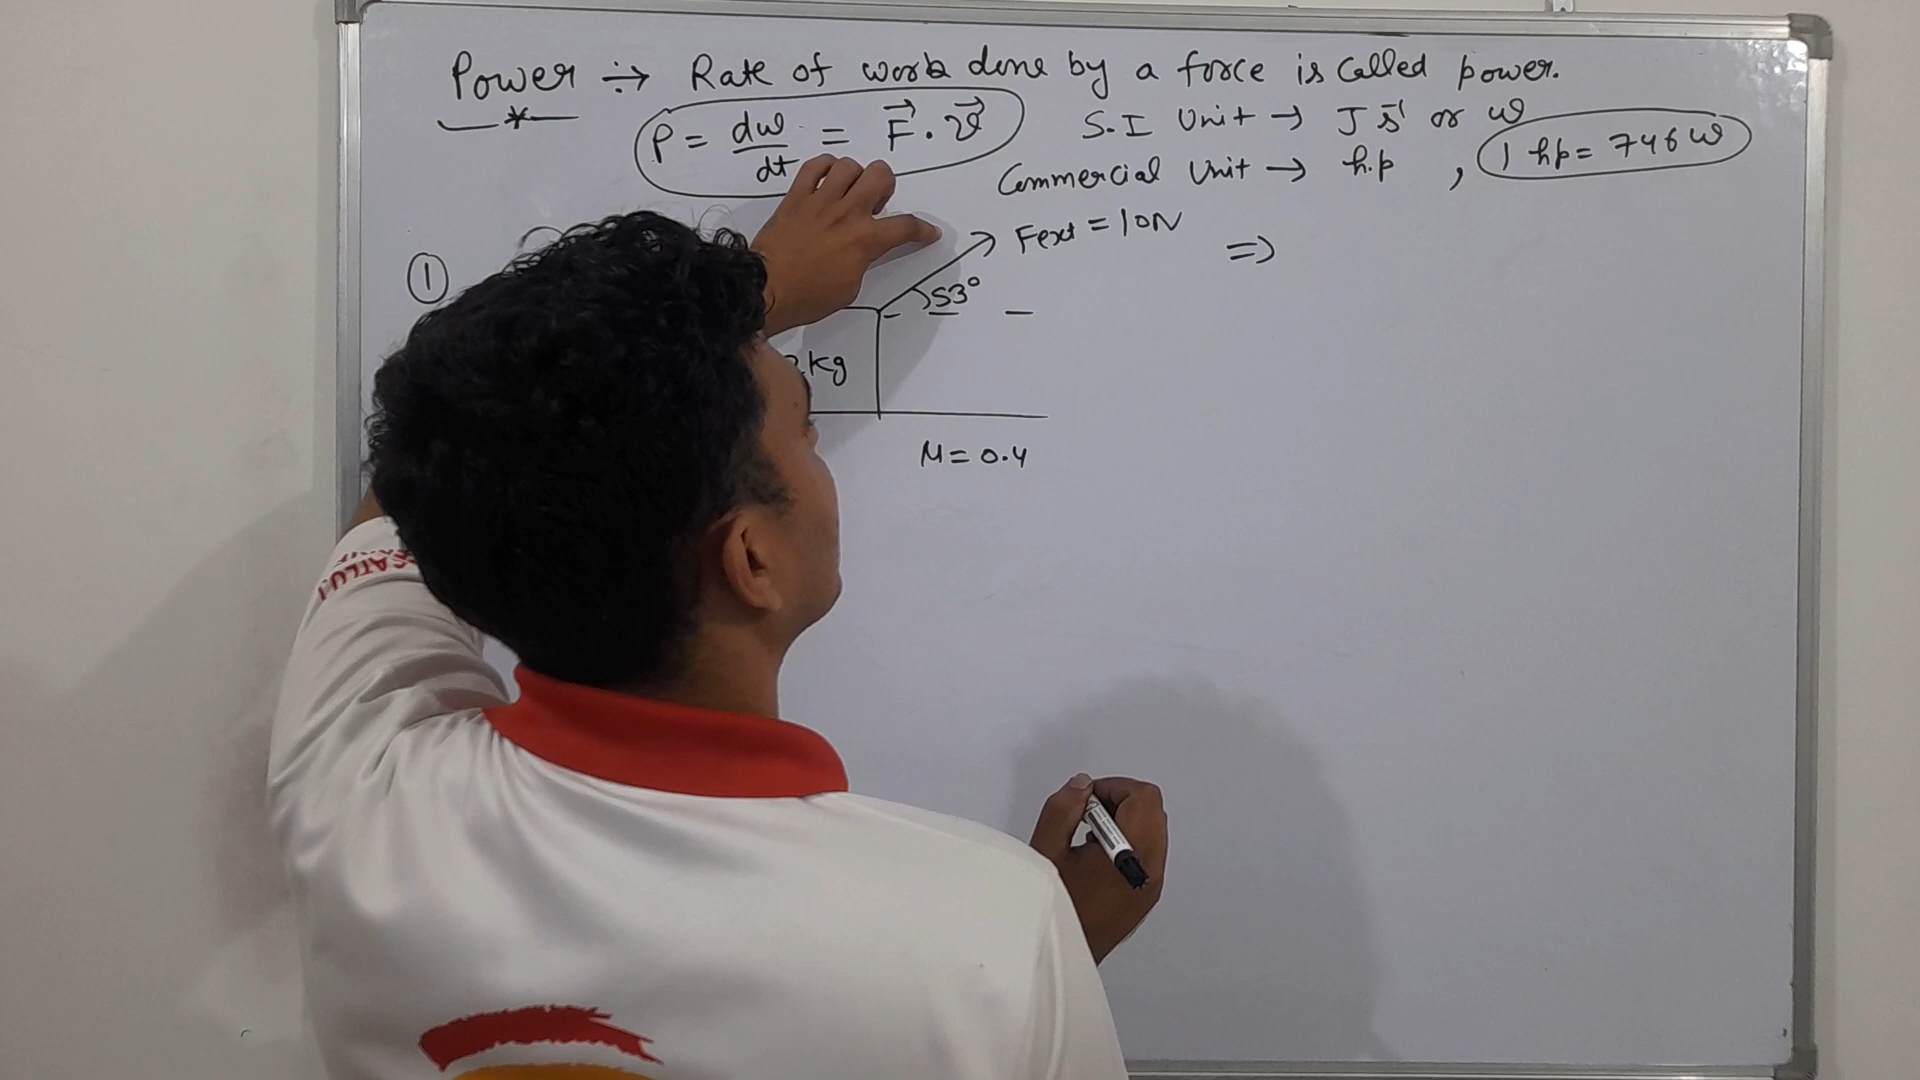 Power ÷→ Rate of work done by a force is called power.
P = dw/dt = F⃗ . v⃗
S.I Unit → J s⁻¹ or w
Commercial Unit → h.p , 1 hp = 746 w
① Fext = 10N ⇒
53°
2kg
μ = 0.4